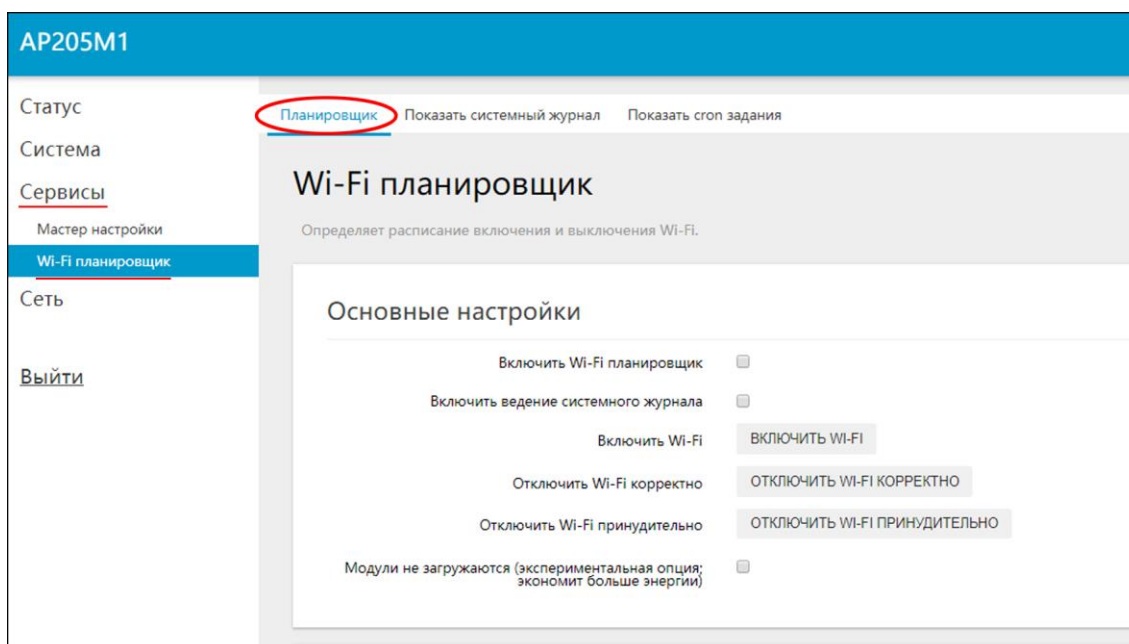 AP205M1
Статус
Система
Сервисы
Мастер настройки
Wi-Fi планировщик
Сеть
Выйти
Планировщик Показать системный журнал Показать cron задания
Wi-Fi планировщик
Определяет расписание включения и выключения Wi-Fi.
Основные настройки
Включить Wi-Fi планировщик
Включить ведение системного журнала
Включить Wi-Fi ВКЛЮЧИТЬ WI-FI
Отключить Wi-Fi корректно ОТКЛЮЧИТЬ WI-FI КОРРЕКТНО
Отключить Wi-Fi принудительно ОТКЛЮЧИТЬ WI-FI ПРИНУДИТЕЛЬНО
Модули не загружаются (экспериментальная опция;
экономит больше энергии)